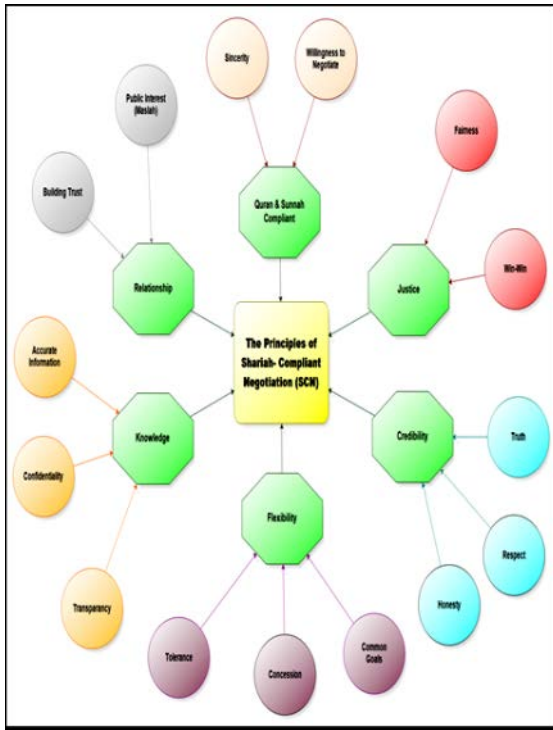 Sincerity
Willingness to
Negotiate
Public Interest
(Maslah)
Fairness
Building Trust
Quran & Sunnah
Compliant
Relationship
Justice
Win-Win
The Principles of
Shariah- Compliant
Negotiation (SCN)
Accurate
Information
Knowledge
Credibility
Truth
Confidentiality
Flexibility
Respect
Transparancy
Honesty
Tolerance
Concession
Common
Goals